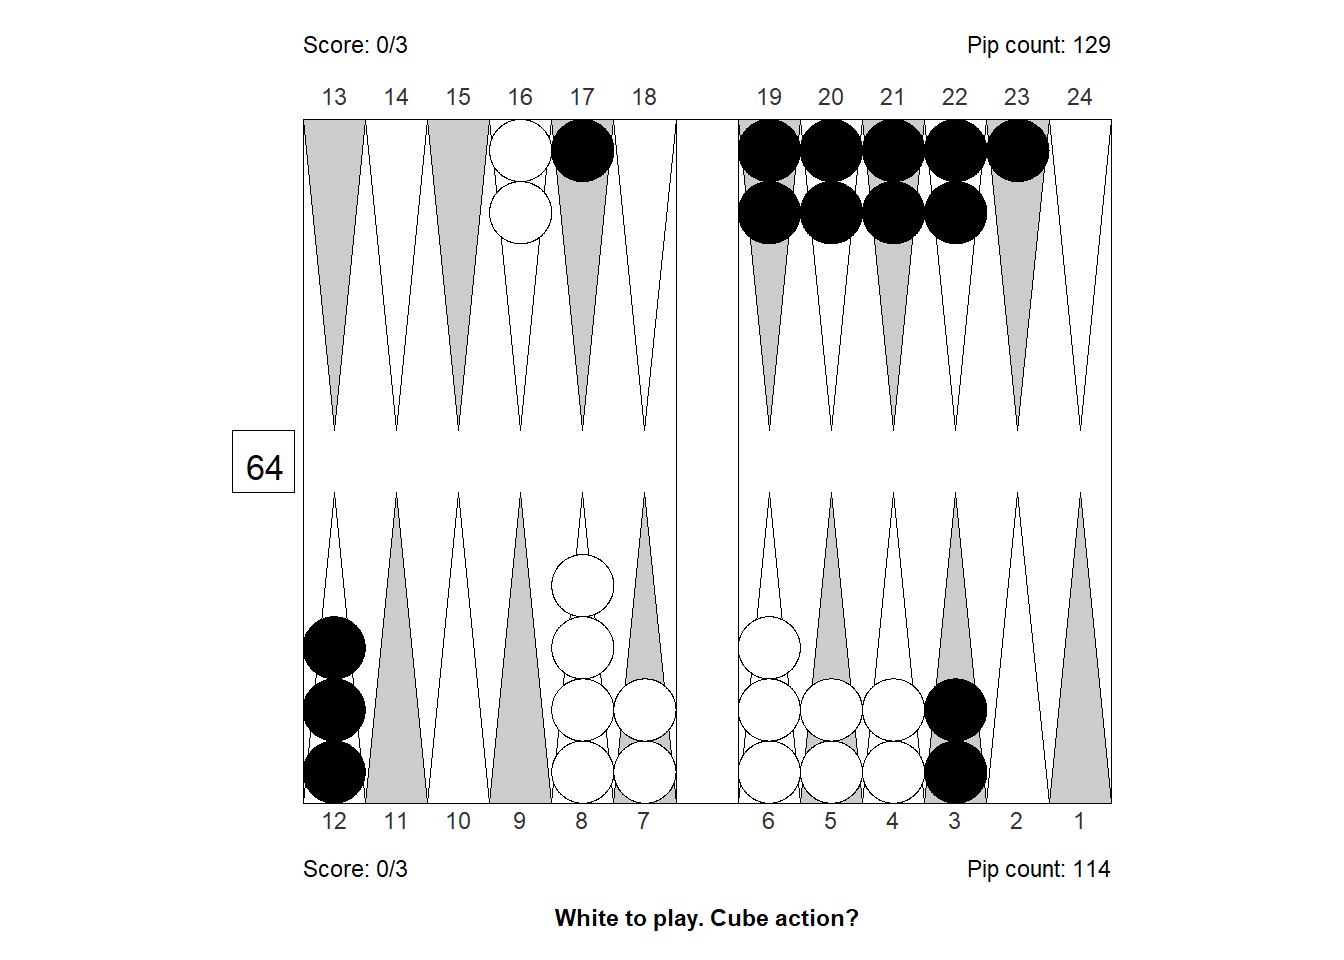 Score: 0/3 Pip count: 129
13 14 15 16 17 18 19 20 21 22 23 24
64
12 11 10 9 8 7 6 5 4 3 2 1
Score: 0/3 Pip count: 114
White to play. Cube action?